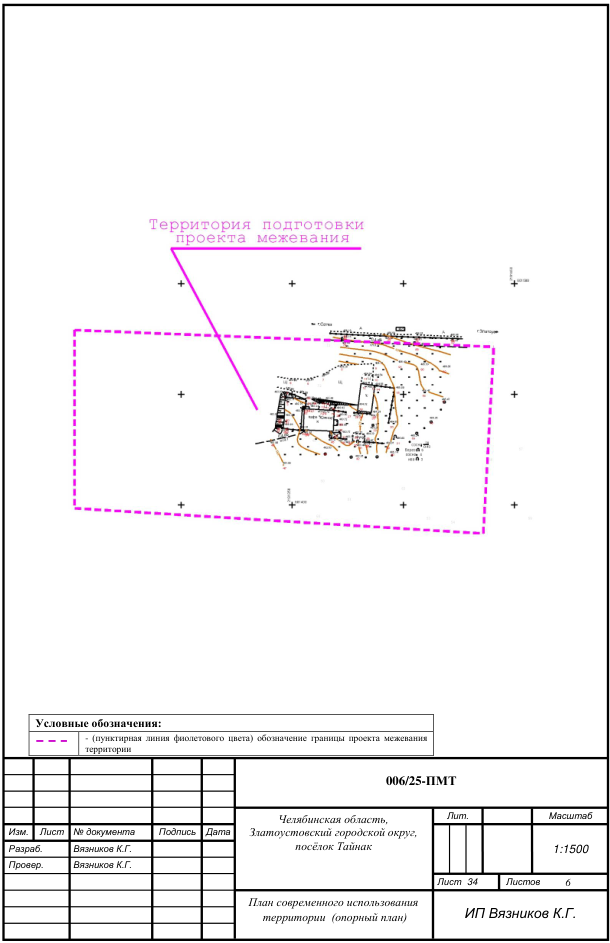 Территория подготовки
проекта межевания
Условные обозначения:
- (пунктирная линия фиолетового цвета) обозначение границы проекта межевания
территории
006/25-ПМТ
Челябинская область,
Златоустовский городской округ,
посёлок Тайнак
Лит.
Масштаб
1:1500
Изм. Лист № документа Подпись Дата
Разраб. Вязников К.Г.
Провер. Вязников К.Г.
Лист 34
Листов 6
План современного использования
территории (опорный план)
ИП Вязников К.Г.